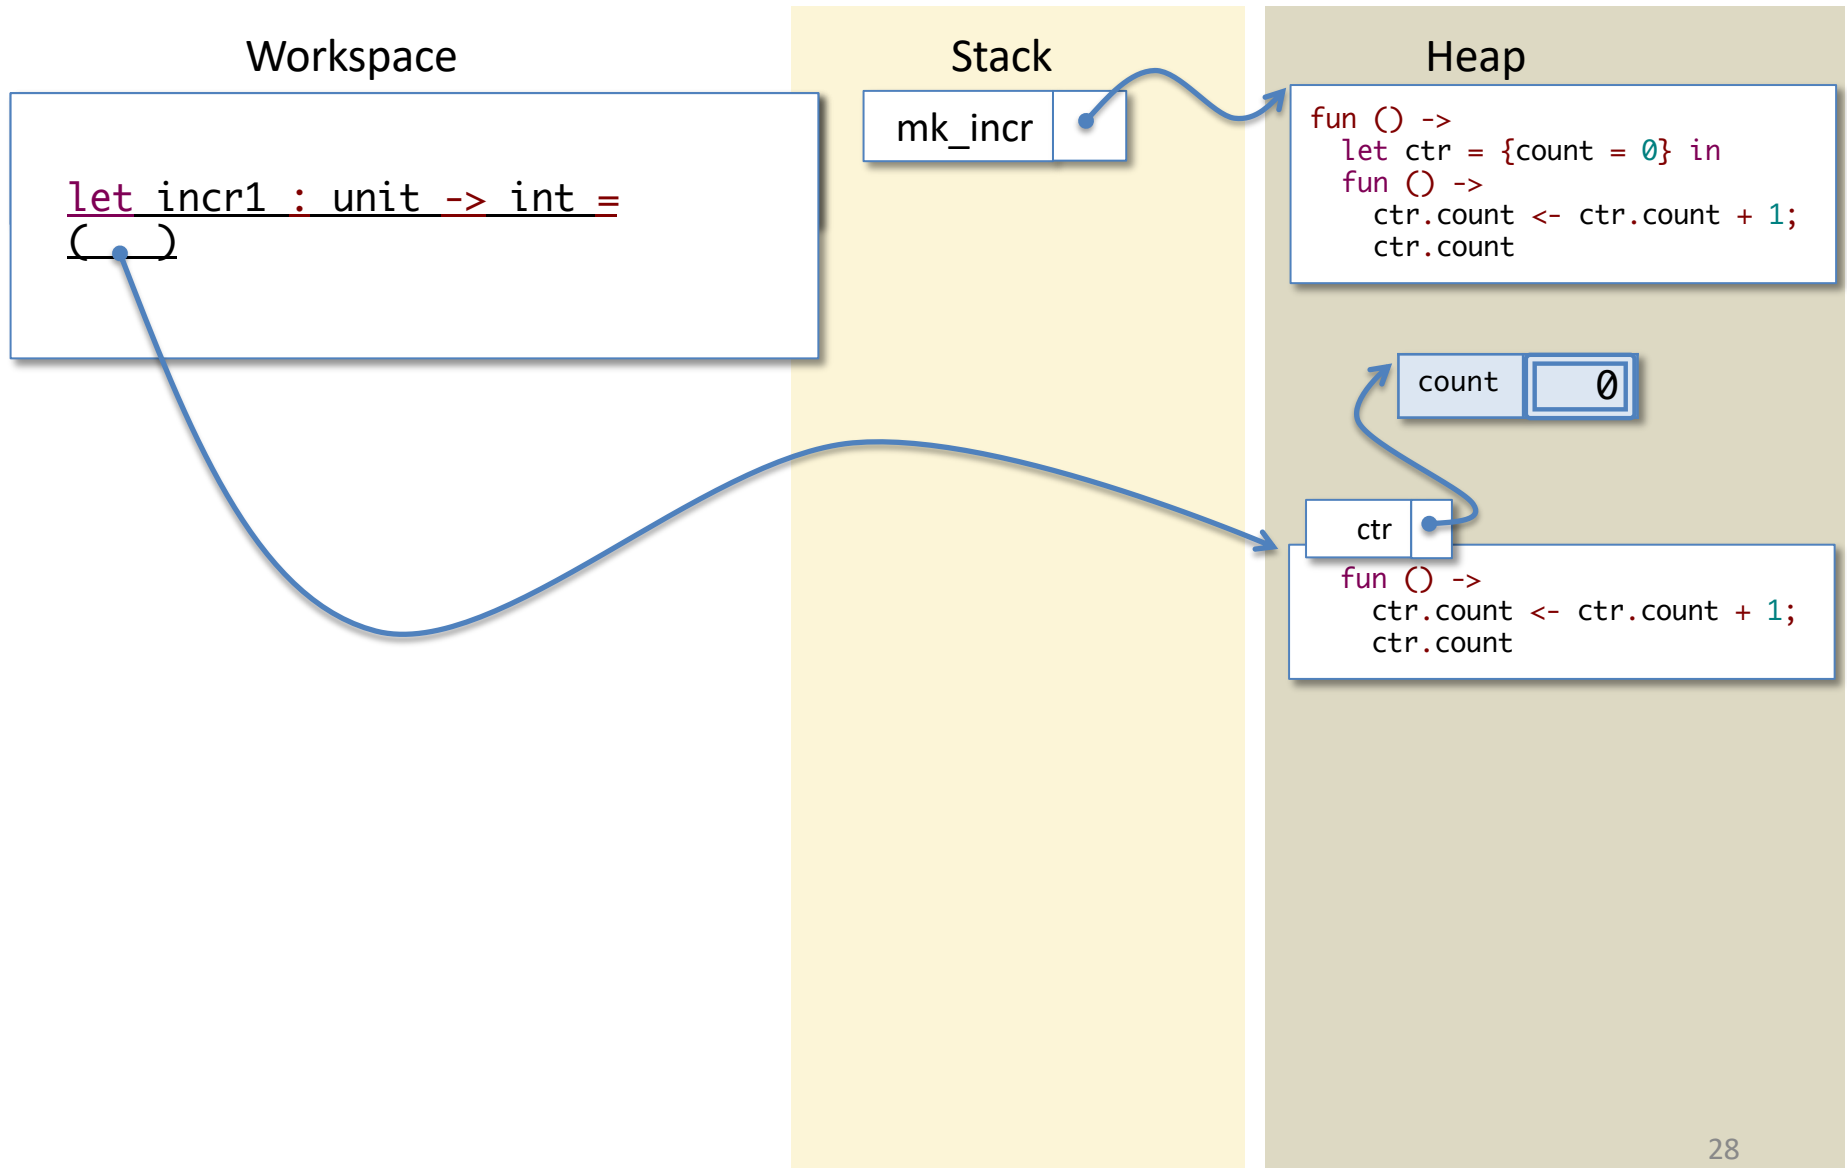 Workspace
let incr1 : unit -> int =
( )
Stack
mk_incr
Heap
fun () ->
let ctr = {count = 0} in
fun () ->
ctr.count <- ctr.count + 1;
ctr.count
count 0
ctr
fun () ->
ctr.count <- ctr.count + 1;
ctr.count
28